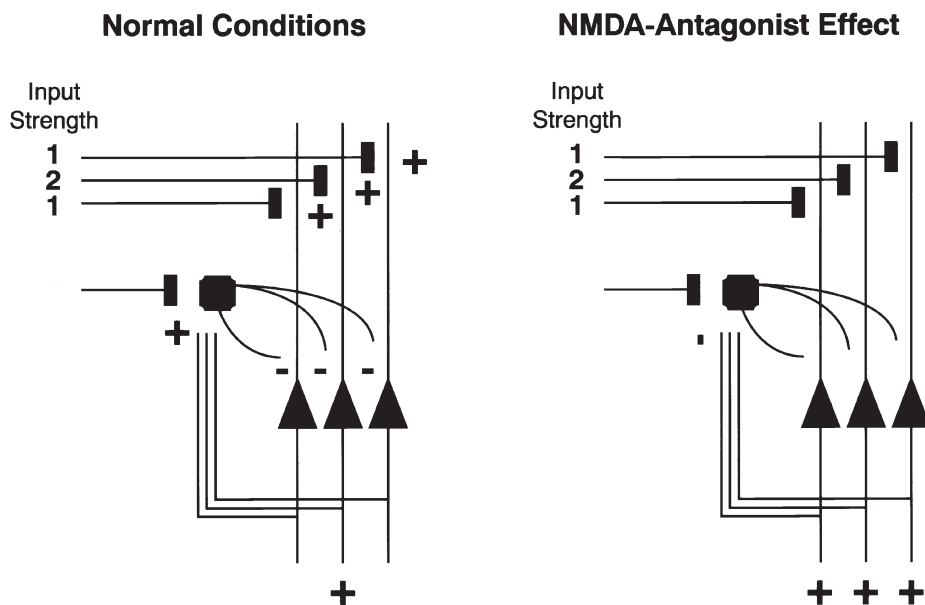 Normal Conditions
Input
Strength
1
2
1
+
+
+
+
- - -
+
NMDA-Antagonist Effect
Input
Strength
1
2
1
-
+ + +